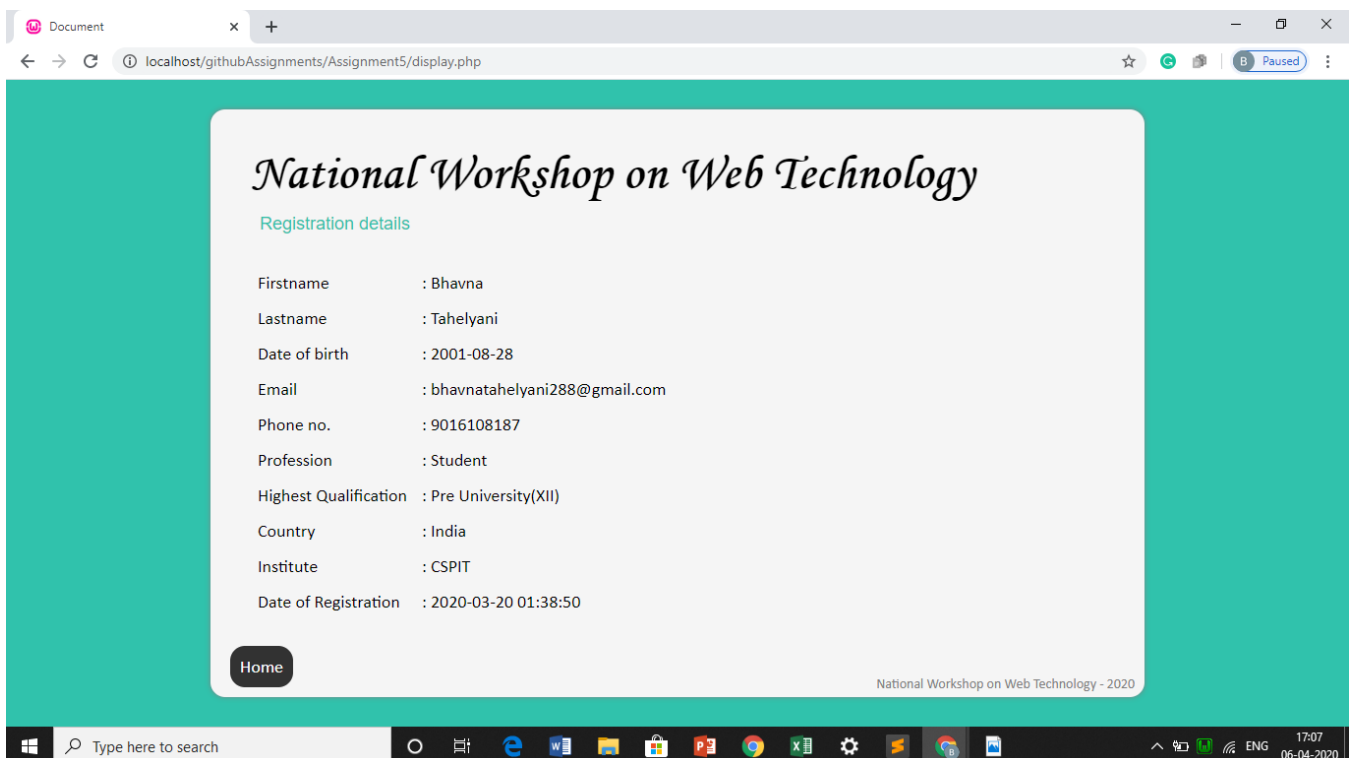 Document
localhost/githubAssignments/Assignment5/display.php
B Paused
National Workshop on Web Technology
Registration details
Firstname : Bhavna
Lastname : Tahelyani
Date of birth : 2001-08-28
Email : bhavnatahelyani288@gmail.com
Phone no. : 9016108187
Profession : Student
Highest Qualification : Pre University(XII)
Country : India
Institute : CSPIT
Date of Registration : 2020-03-20 01:38:50
Home
National Workshop on Web Technology - 2020
Type here to search
ENG
17:07
06-04-2020